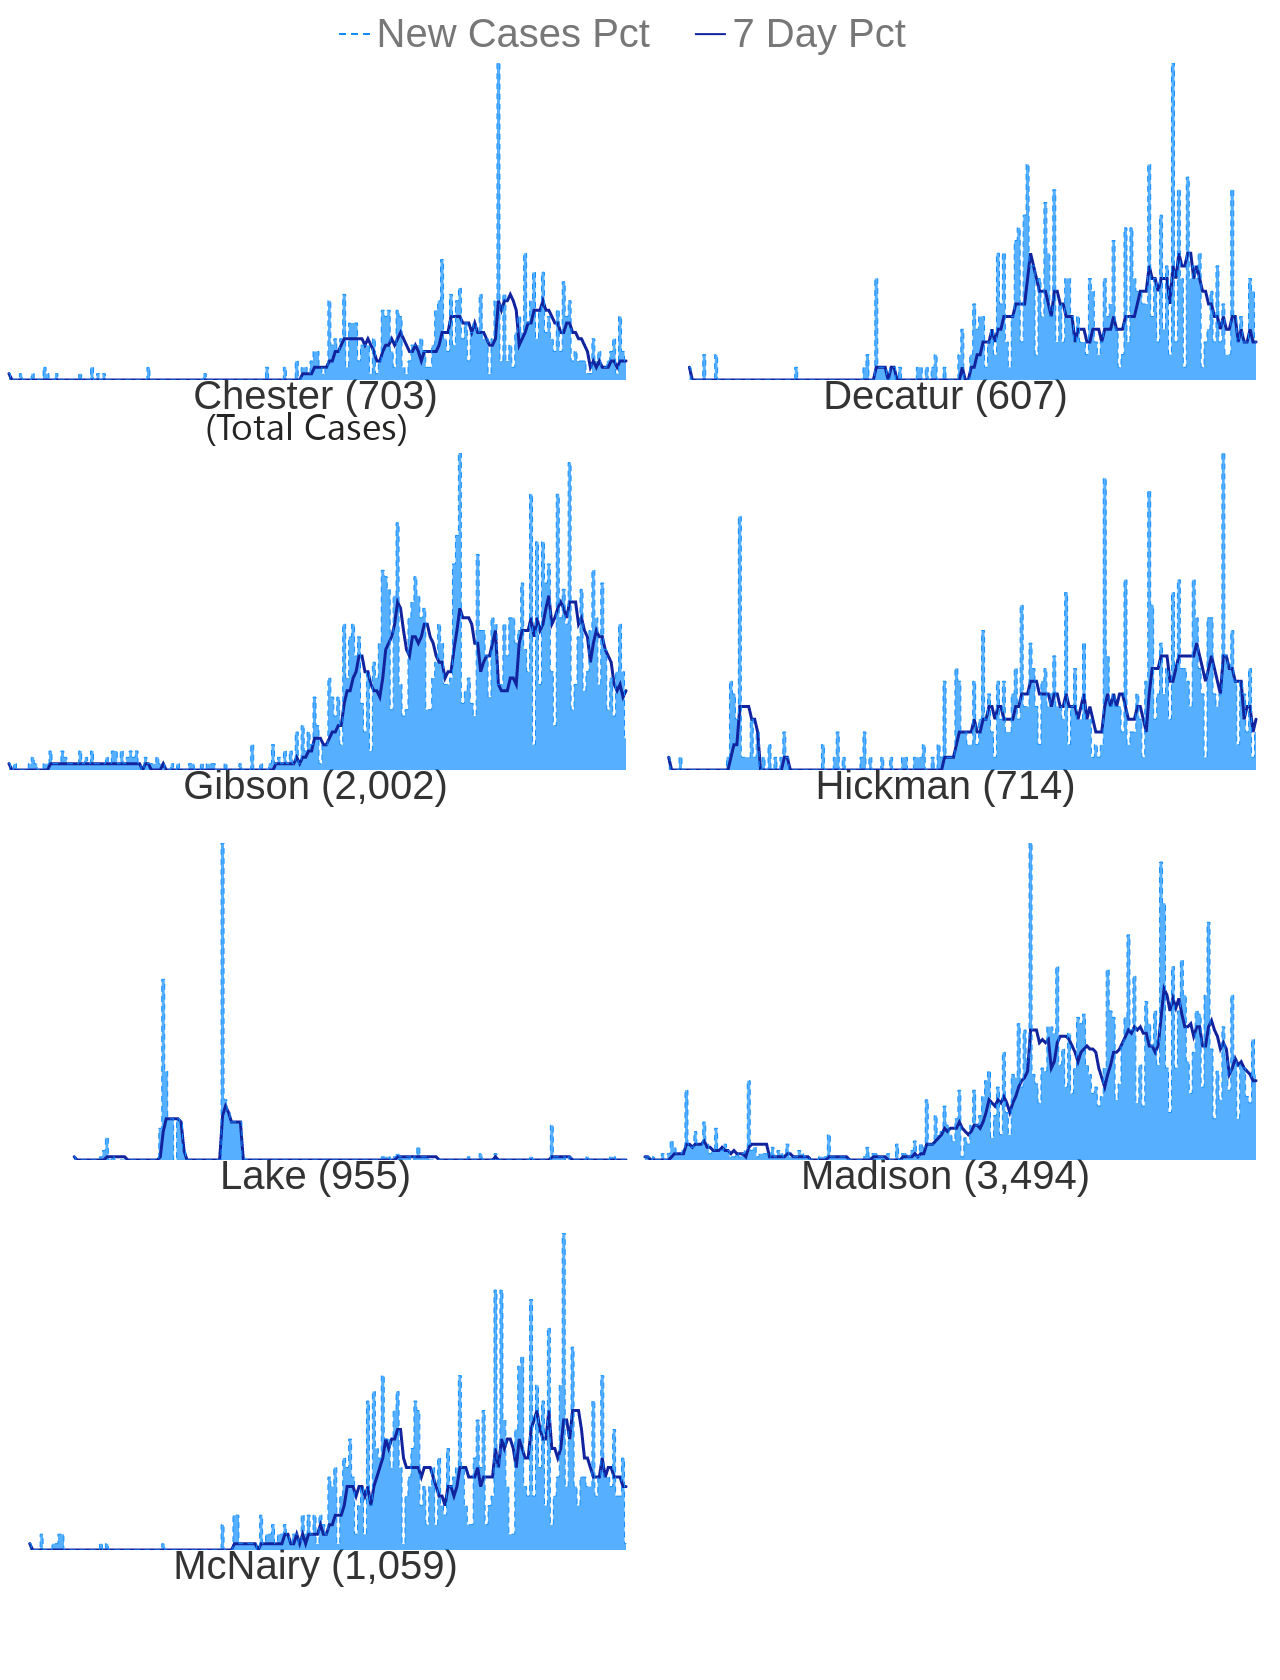 New Cases Pct 7 Day Pct
Chester (703) Decatur (607)
(Total Cases)
Gibson (2,002) Hickman (714)
Lake (955) Madison (3,494)
McNairy (1,059)